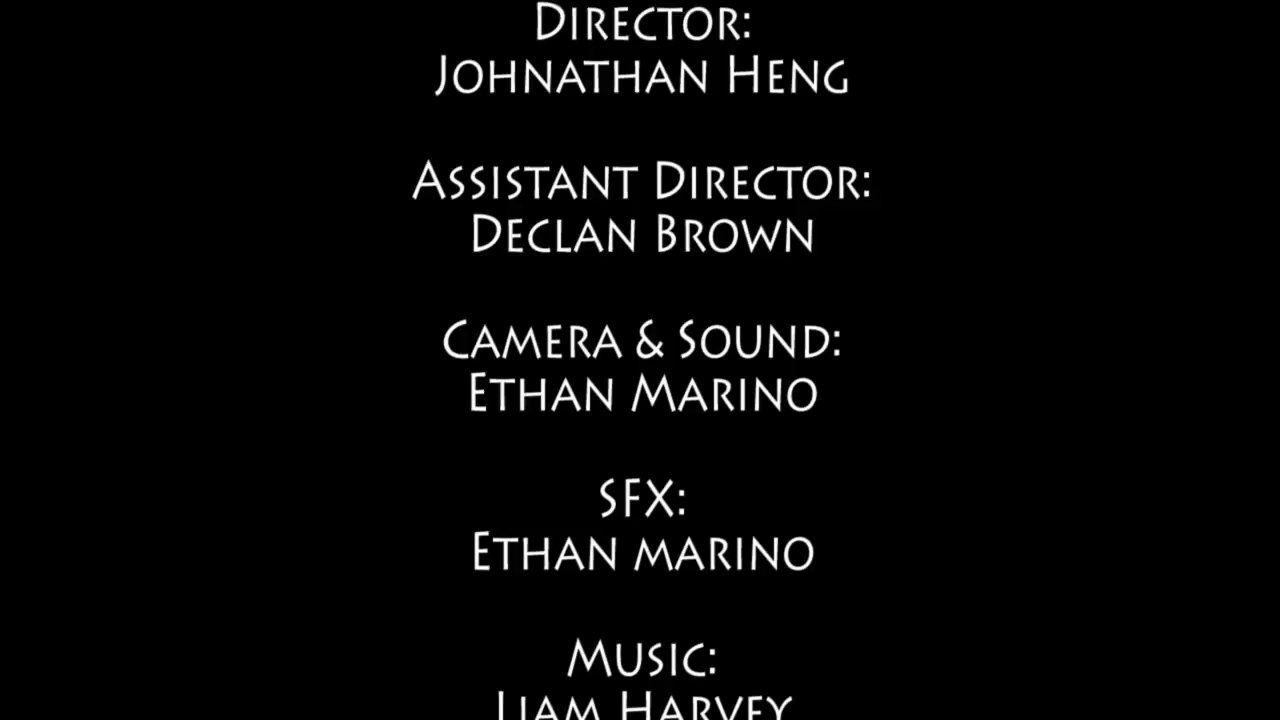 Director:
Johnathan Heng
Assistant Director:
Declan Brown
Camera & Sound:
Ethan Marino
SFX:
Ethan marino
Music:
Liam Harvey